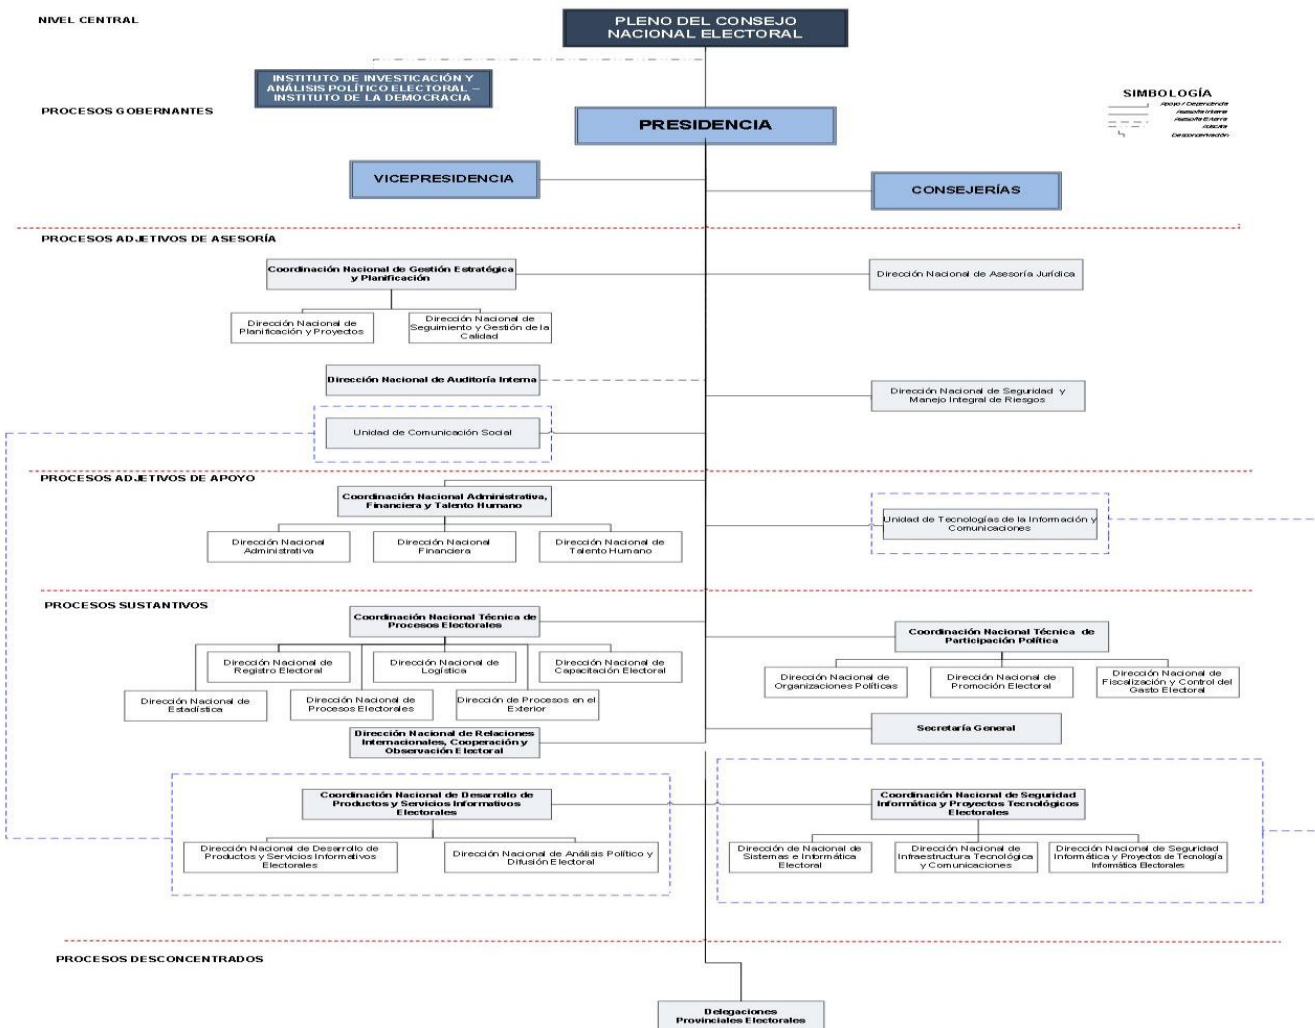 NIVEL CENTRAL
PLENO DEL CONSEJO
NACIONAL ELECTORAL
INSTITUTO DE INVESTIGACIÓN Y
ANÁLISIS POLÍTICO ELECTORAL –
INSTITUTO DE LA DEMOCRACIA
PROCESOS GOBERNANTES
PRESIDENCIA
SIMBOLOGÍA
Apoyo / Dependencia
Asesoría Interna
Asesoría Externa
Adscrita
Desconcentración
VICEPRESIDENCIA
CONSEJERÍAS
PROCESOS ADJETIVOS DE ASESORÍA
Coordinación Nacional de Gestión Estratégica
y Planificación
Dirección Nacional de Asesoría Jurídica
Dirección Nacional de
Planificación y Proyectos
Dirección Nacional de
Seguimiento y Gestión de la
Calidad
Dirección Nacional de Auditoría Interna
Dirección Nacional de Seguridad y
Manejo Integral de Riesgos
Unidad de Comunicación Social
PROCESOS ADJETIVOS DE APOYO
Coordinación Nacional Administrativa,
Financiera y Talento Humano
Unidad de Tecnologías de la Información y
Comunicaciones
Dirección Nacional
Administrativa
Dirección Nacional
Financiera
Dirección Nacional de
Talento Humano
PROCESOS SUSTANTIVOS
Coordinación Nacional Técnica de
Procesos Electorales
Coordinación Nacional Técnica de
Participación Política
Dirección Nacional de
Registro Electoral
Dirección Nacional de
Logística
Dirección Nacional de
Capacitación Electoral
Dirección Nacional de
Organizaciones Políticas
Dirección Nacional de
Promoción Electoral
Dirección Nacional de
Fiscalización y Control del
Gasto Electoral
Dirección Nacional de
Estadística
Dirección Nacional de
Procesos Electorales
Dirección de Procesos en el
Exterior
Dirección Nacional de Relaciones
Internacionales, Cooperación y
Observación Electoral
Secretaría General
Coordinación Nacional de Desarrollo de
Productos y Servicios Informativos
Electorales
Coordinación Nacional de Seguridad
Informática y Proyectos Tecnológicos
Electorales
Dirección Nacional de Desarrollo de
Productos y Servicios Informativos
Electorales
Dirección Nacional de Análisis Político y
Difusión Electoral
Dirección de Nacional de
Sistemas e Informática
Electoral
Dirección Nacional de
Infraestructura Tecnológica
y Comunicaciones
Dirección Nacional de Seguridad
Informática y Proyectos de Tecnología
Informática Electorales
PROCESOS DESCONCENTRADOS
Delegaciones
Provinciales Electorales